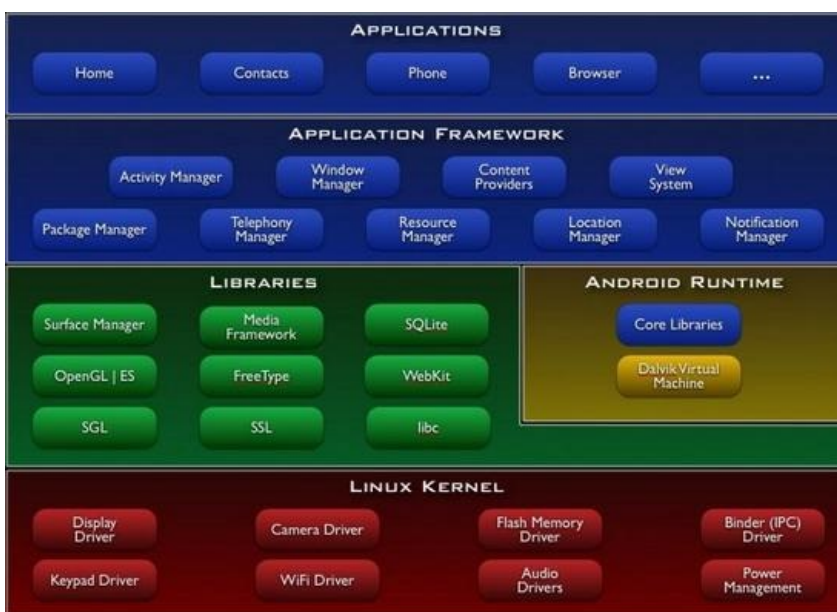 APPLICATIONS
Home
Contacts
Phone
Browser
...
APPLICATION FRAMEWORK
Activity Manager
Window
Manager
Content
Providers
View
System
Package Manager
Telephony
Manager
Resource
Manager
Location
Manager
Notification
Manager
LIBRARIES
Surface Manager
Media
Framework
SQLite
OpenGL | ES
FreeType
WebKit
SGL
SSL
libc
ANDROID RUNTIME
Core Libraries
Dalvik Virtual
Machine
LINUX KERNEL
Display
Driver
Camera Driver
Flash Memory
Driver
Binder (IPC)
Driver
Keypad Driver
WiFi Driver
Audio
Drivers
Power
Management